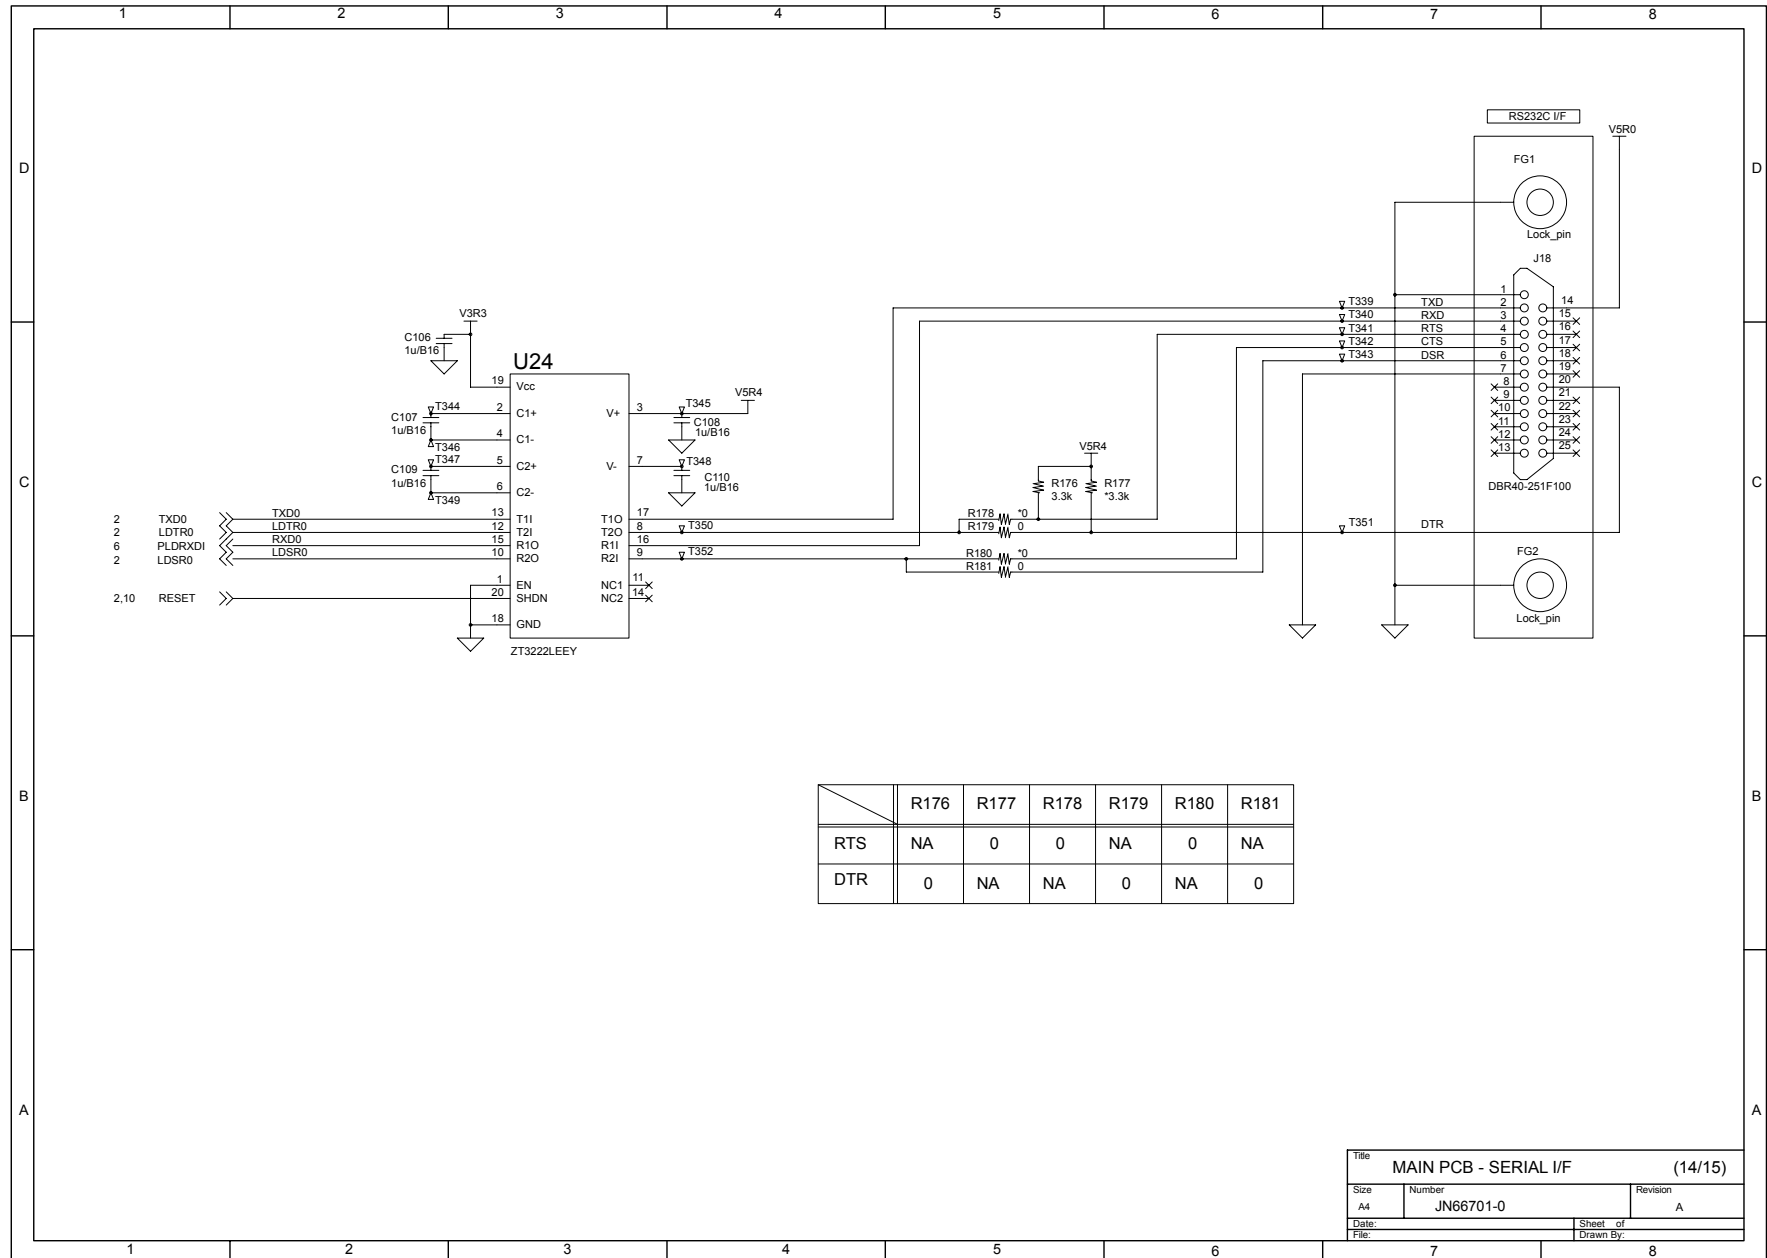 1 2 3 4 5 6 7 8
D D
C C
B B
A A
RS232C I/F
V5R0
FG1
Lock_pin
J18
1
2
3
4
5
6
7
8
9
10
11
12
13
14
15
16
17
18
19
20
21
22
23
24
25
DBR40-251F100
T339 TXD
T340 RXD
T341 RTS
T342 CTS
T343 DSR
T351 DTR
FG2
Lock_pin
V3R3
C106
1u/B16
U24
19 Vcc
2 C1+
4 C1-
5 C2+
6 C2-
13 T1I
12 T2I
15 R1O
10 R2O
1 EN
20 SHDN
18 GND
V+ 3
V- 7
T1O 17
T2O 8
R1I 16
R2I 9
NC1 11
NC2 14
ZT3222LEEY
C107
1u/B16
T344
T346
C109
1u/B16
T347
T349
T345
C108
1u/B16
V5R4
T348
C110
1u/B16
T350
T352
2 TXD0 TXD0
2 LDTR0 LDTR0
6 PLDRXDI RXD0
2 LDSR0 LDSR0
2,10 RESET
V5R4
R176
3.3k
R177
*3.3k
R178 *0
R179 0
R180 *0
R181 0
R176 R177 R178 R179 R180 R181
RTS NA 0 0 NA 0 NA
DTR 0 NA NA 0 NA 0
Title
MAIN PCB - SERIAL I/F (14/15)
Size Number Revision
A4 JN66701-0 A
Date: Sheet of
File: Drawn By:
1 2 3 4 5 6 7 8